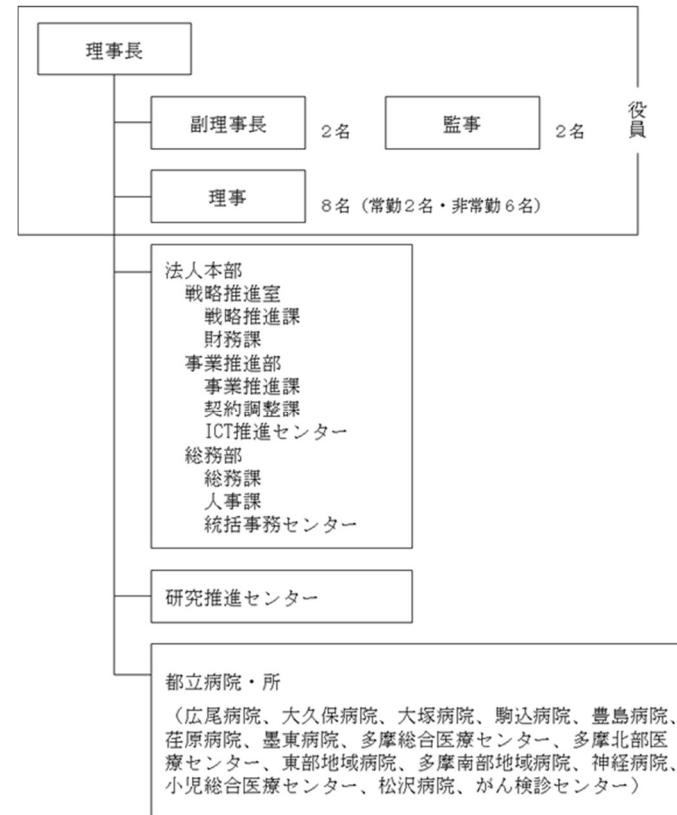 理事長
副理事長
2名
監事
2名
役員
理事
8名（常勤2名・非常勤6名）
法人本部
戦略推進室
戦略推進課
財務課
事業推進部
事業推進課
契約調整課
ICT推進センター
総務部
総務課
人事課
統括事務センター
研究推進センター
都立病院・所
（広尾病院、大久保病院、大塚病院、駒込病院、豊島病院、
荏原病院、墨東病院、多摩総合医療センター、多摩北部医
療センター、東部地域病院、多摩南部地域病院、神経病院、
小児総合医療センター、松沢病院、がん検診センター）